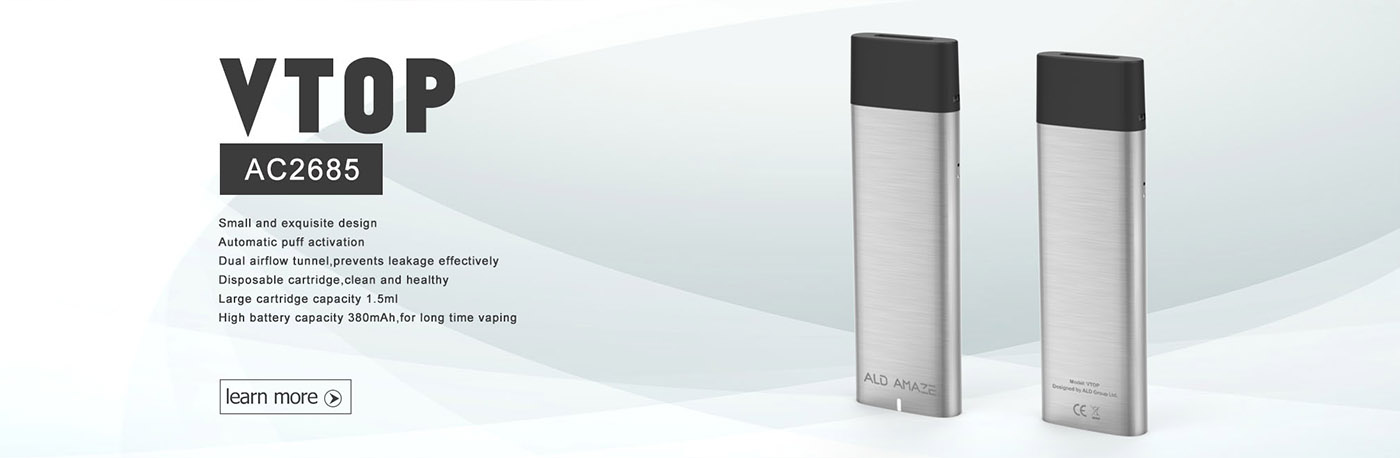 VTOP
AC2685
Small and exquisite design
Automatic puff activation
Dual airflow tunnel,prevents leakage effectively
Disposable cartridge,clean and healthy
Large cartridge capacity 1.5ml
High battery capacity 380mAh,for long time vaping
learn more
ALD AMAZE
Model: VTOP
Designed by ALD Group Ltd.
CE